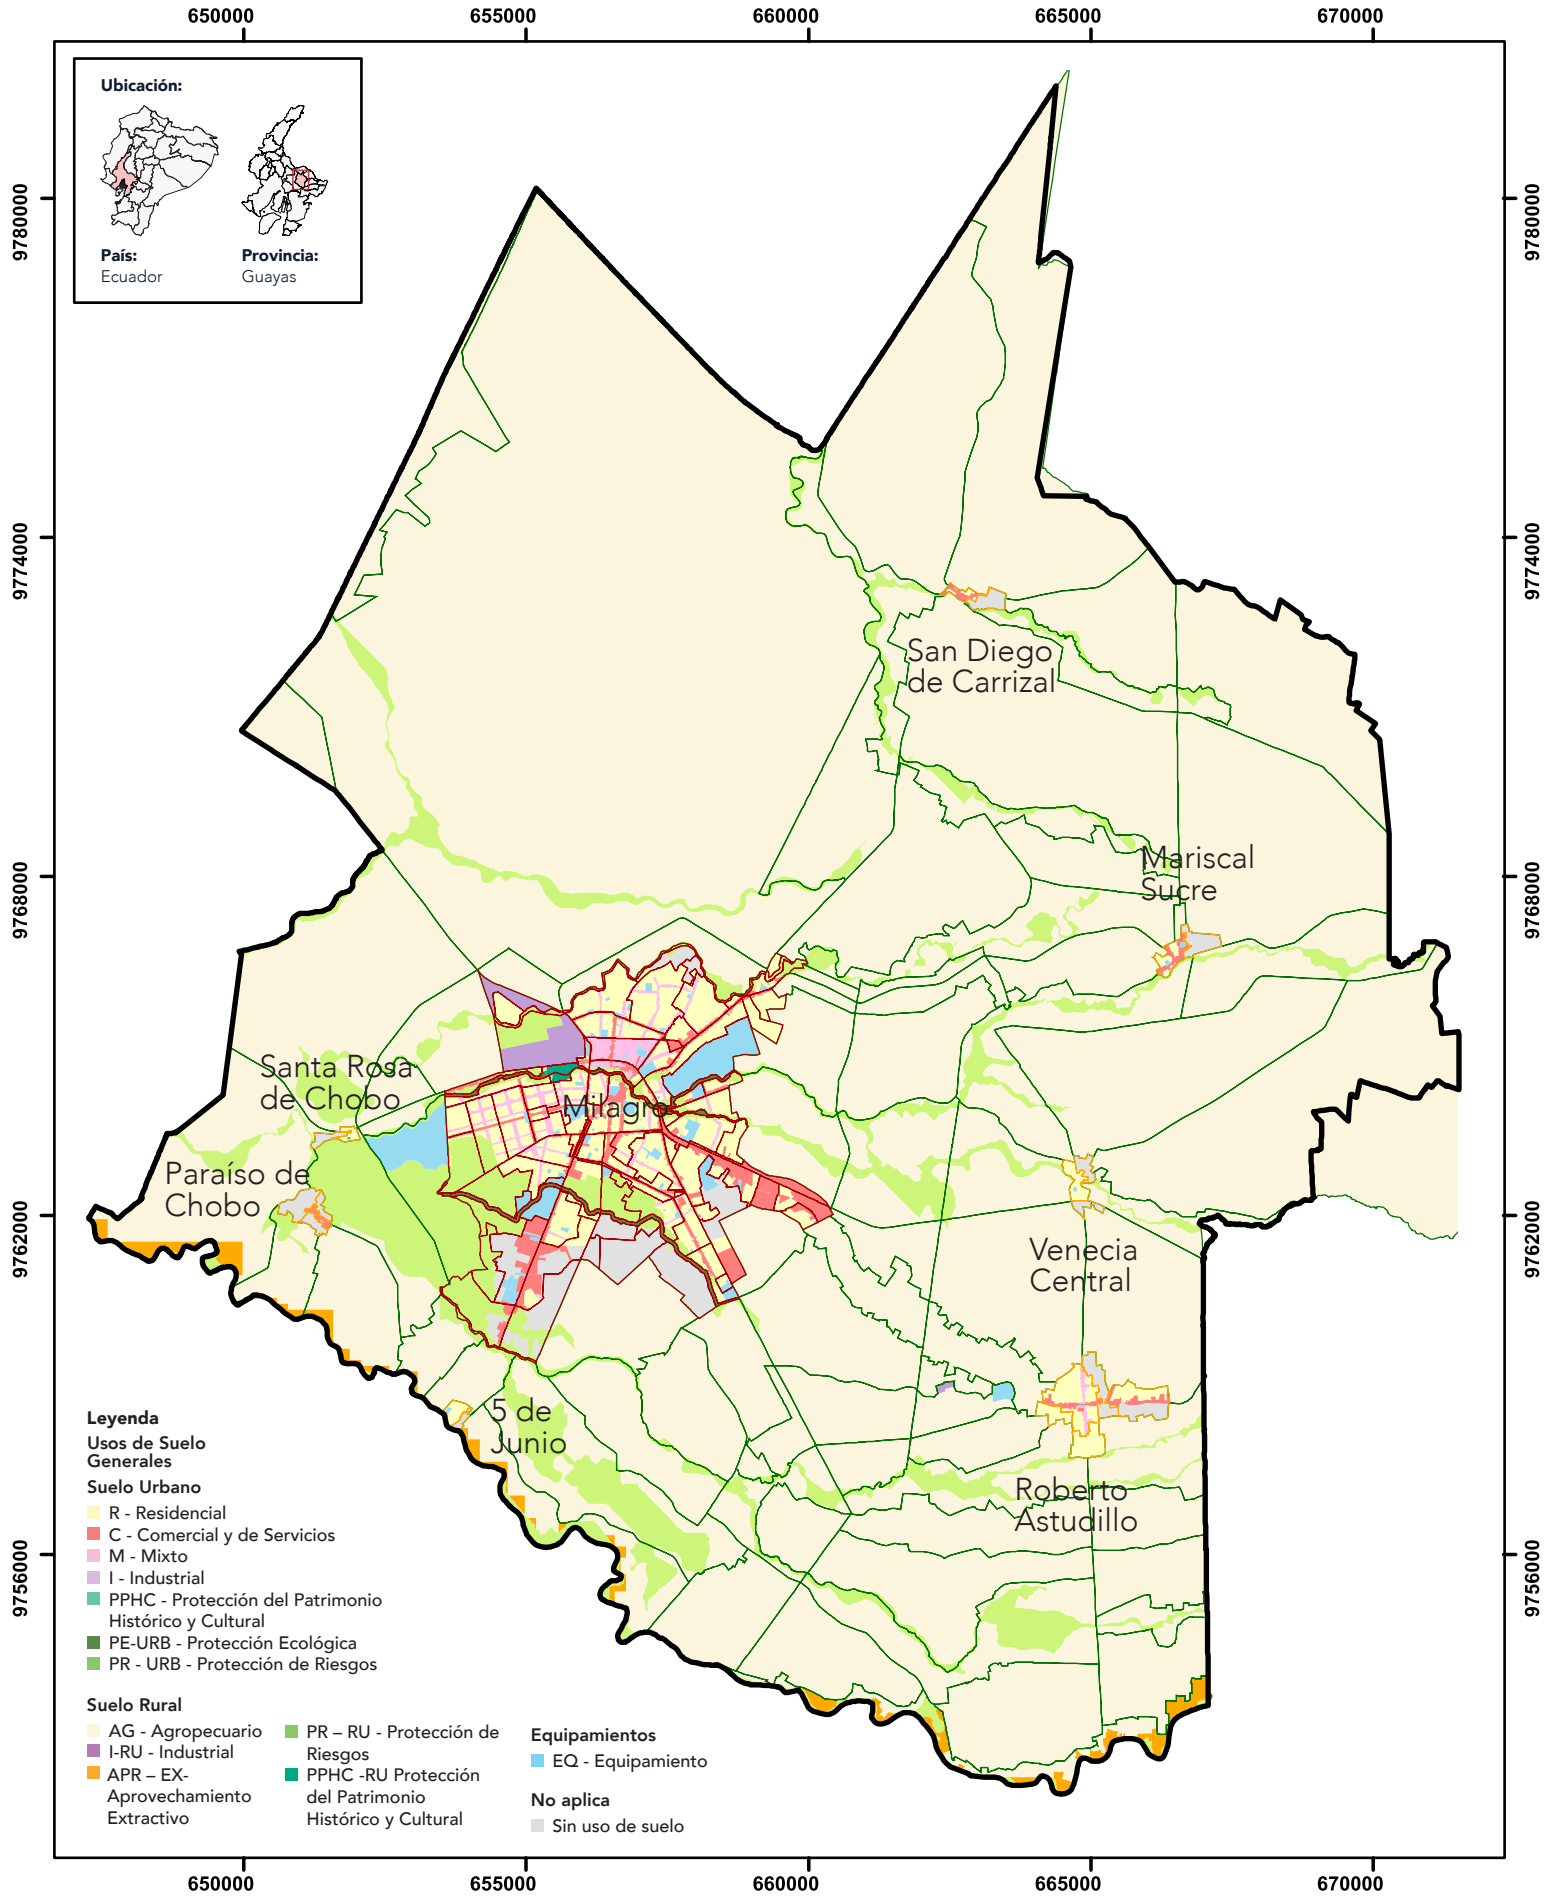 650000
655000
660000
665000
670000
Ubicación:
País:
Ecuador
Provincia:
Guayas
9780000
9780000
9774000
9774000
9768000
9768000
9762000
9762000
9756000
9756000
San Diego
de Carrizal
Mariscal
Sucre
Santa Rosa
de Chobo
Milagro
Paraíso de
Chobo
Venecia
Central
5 de
Junio
Roberto
Astudillo
Leyenda
Usos de Suelo
Generales
Suelo Urbano
R - Residencial
C - Comercial y de Servicios
M - Mixto
I - Industrial
PPHC - Protección del Patrimonio
Histórico y Cultural
PE-URB - Protección Ecológica
PR - URB - Protección de Riesgos
Suelo Rural
AG - Agropecuario
I-RU - Industrial
APR – EX-
Aprovechamiento
Extractivo
PR – RU - Protección de
Riesgos
PPHC -RU Protección
del Patrimonio
Histórico y Cultural
Equipamientos
EQ - Equipamiento
No aplica
Sin uso de suelo
650000
655000
660000
665000
670000